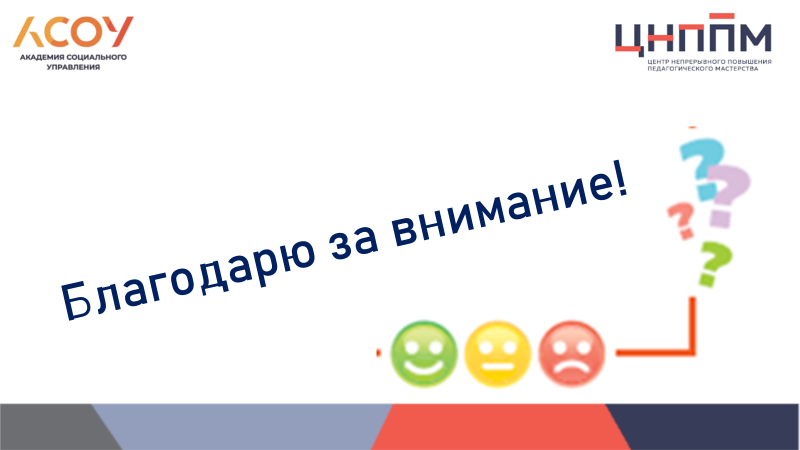 АСОУ
АКАДЕМИЯ СОЦИАЛЬНОГО
УПРАВЛЕНИЯ
ЦНППМ
ЦЕНТР НЕПРЕРЫВНОГО ПОВЫШЕНИЯ
ПЕДАГОГИЧЕСКОГО МАСТЕРСТВА
? ? ? ?
Благодарю за внимание!